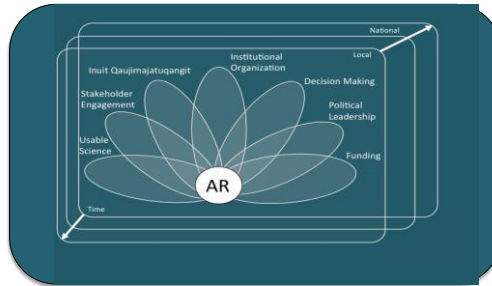 National
Local
Institutional
Organization
Inuit Qaujimajatuqangit
Decision Making
Stakeholder
Engagement
Political
Leadership
Usable
Science
Funding
AR
Time